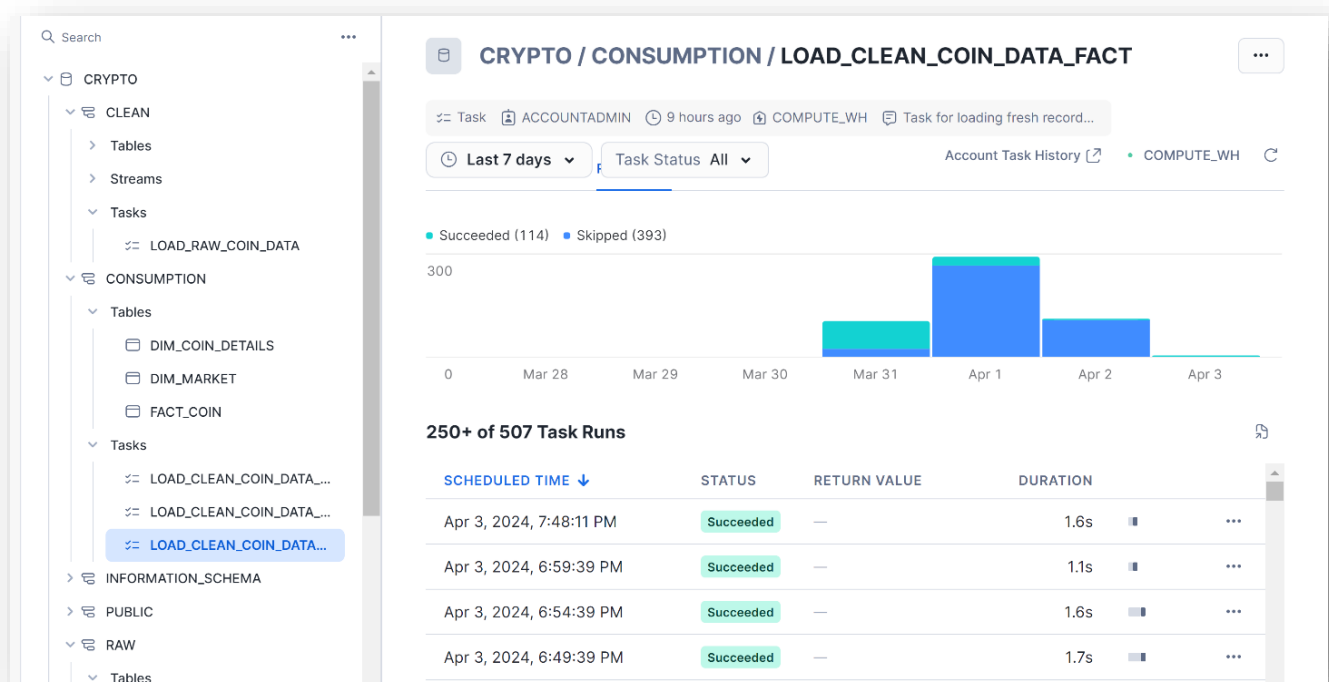 Search
CRYPTO
CLEAN
Tables
Streams
Tasks
LOAD_RAW_COIN_DATA
CONSUMPTION
Tables
DIM_COIN_DETAILS
DIM_MARKET
FACT_COIN
Tasks
LOAD_CLEAN_COIN_DATA_...
LOAD_CLEAN_COIN_DATA_...
LOAD_CLEAN_COIN_DATA...
INFORMATION_SCHEMA
PUBLIC
RAW
Tables
CRYPTO / CONSUMPTION / LOAD_CLEAN_COIN_DATA_FACT
Task ACCOUNTADMIN 9 hours ago COMPUTE_WH Task for loading fresh record...
Last 7 days Task Status All Account Task History COMPUTE_WH
Succeeded (114) Skipped (393)
300
0 Mar 28 Mar 29 Mar 30 Mar 31 Apr 1 Apr 2 Apr 3
250+ of 507 Task Runs
SCHEDULED TIME STATUS RETURN VALUE DURATION
Apr 3, 2024, 7:48:11 PM Succeeded — 1.6s
Apr 3, 2024, 6:59:39 PM Succeeded — 1.1s
Apr 3, 2024, 6:54:39 PM Succeeded — 1.6s
Apr 3, 2024, 6:49:39 PM Succeeded — 1.7s